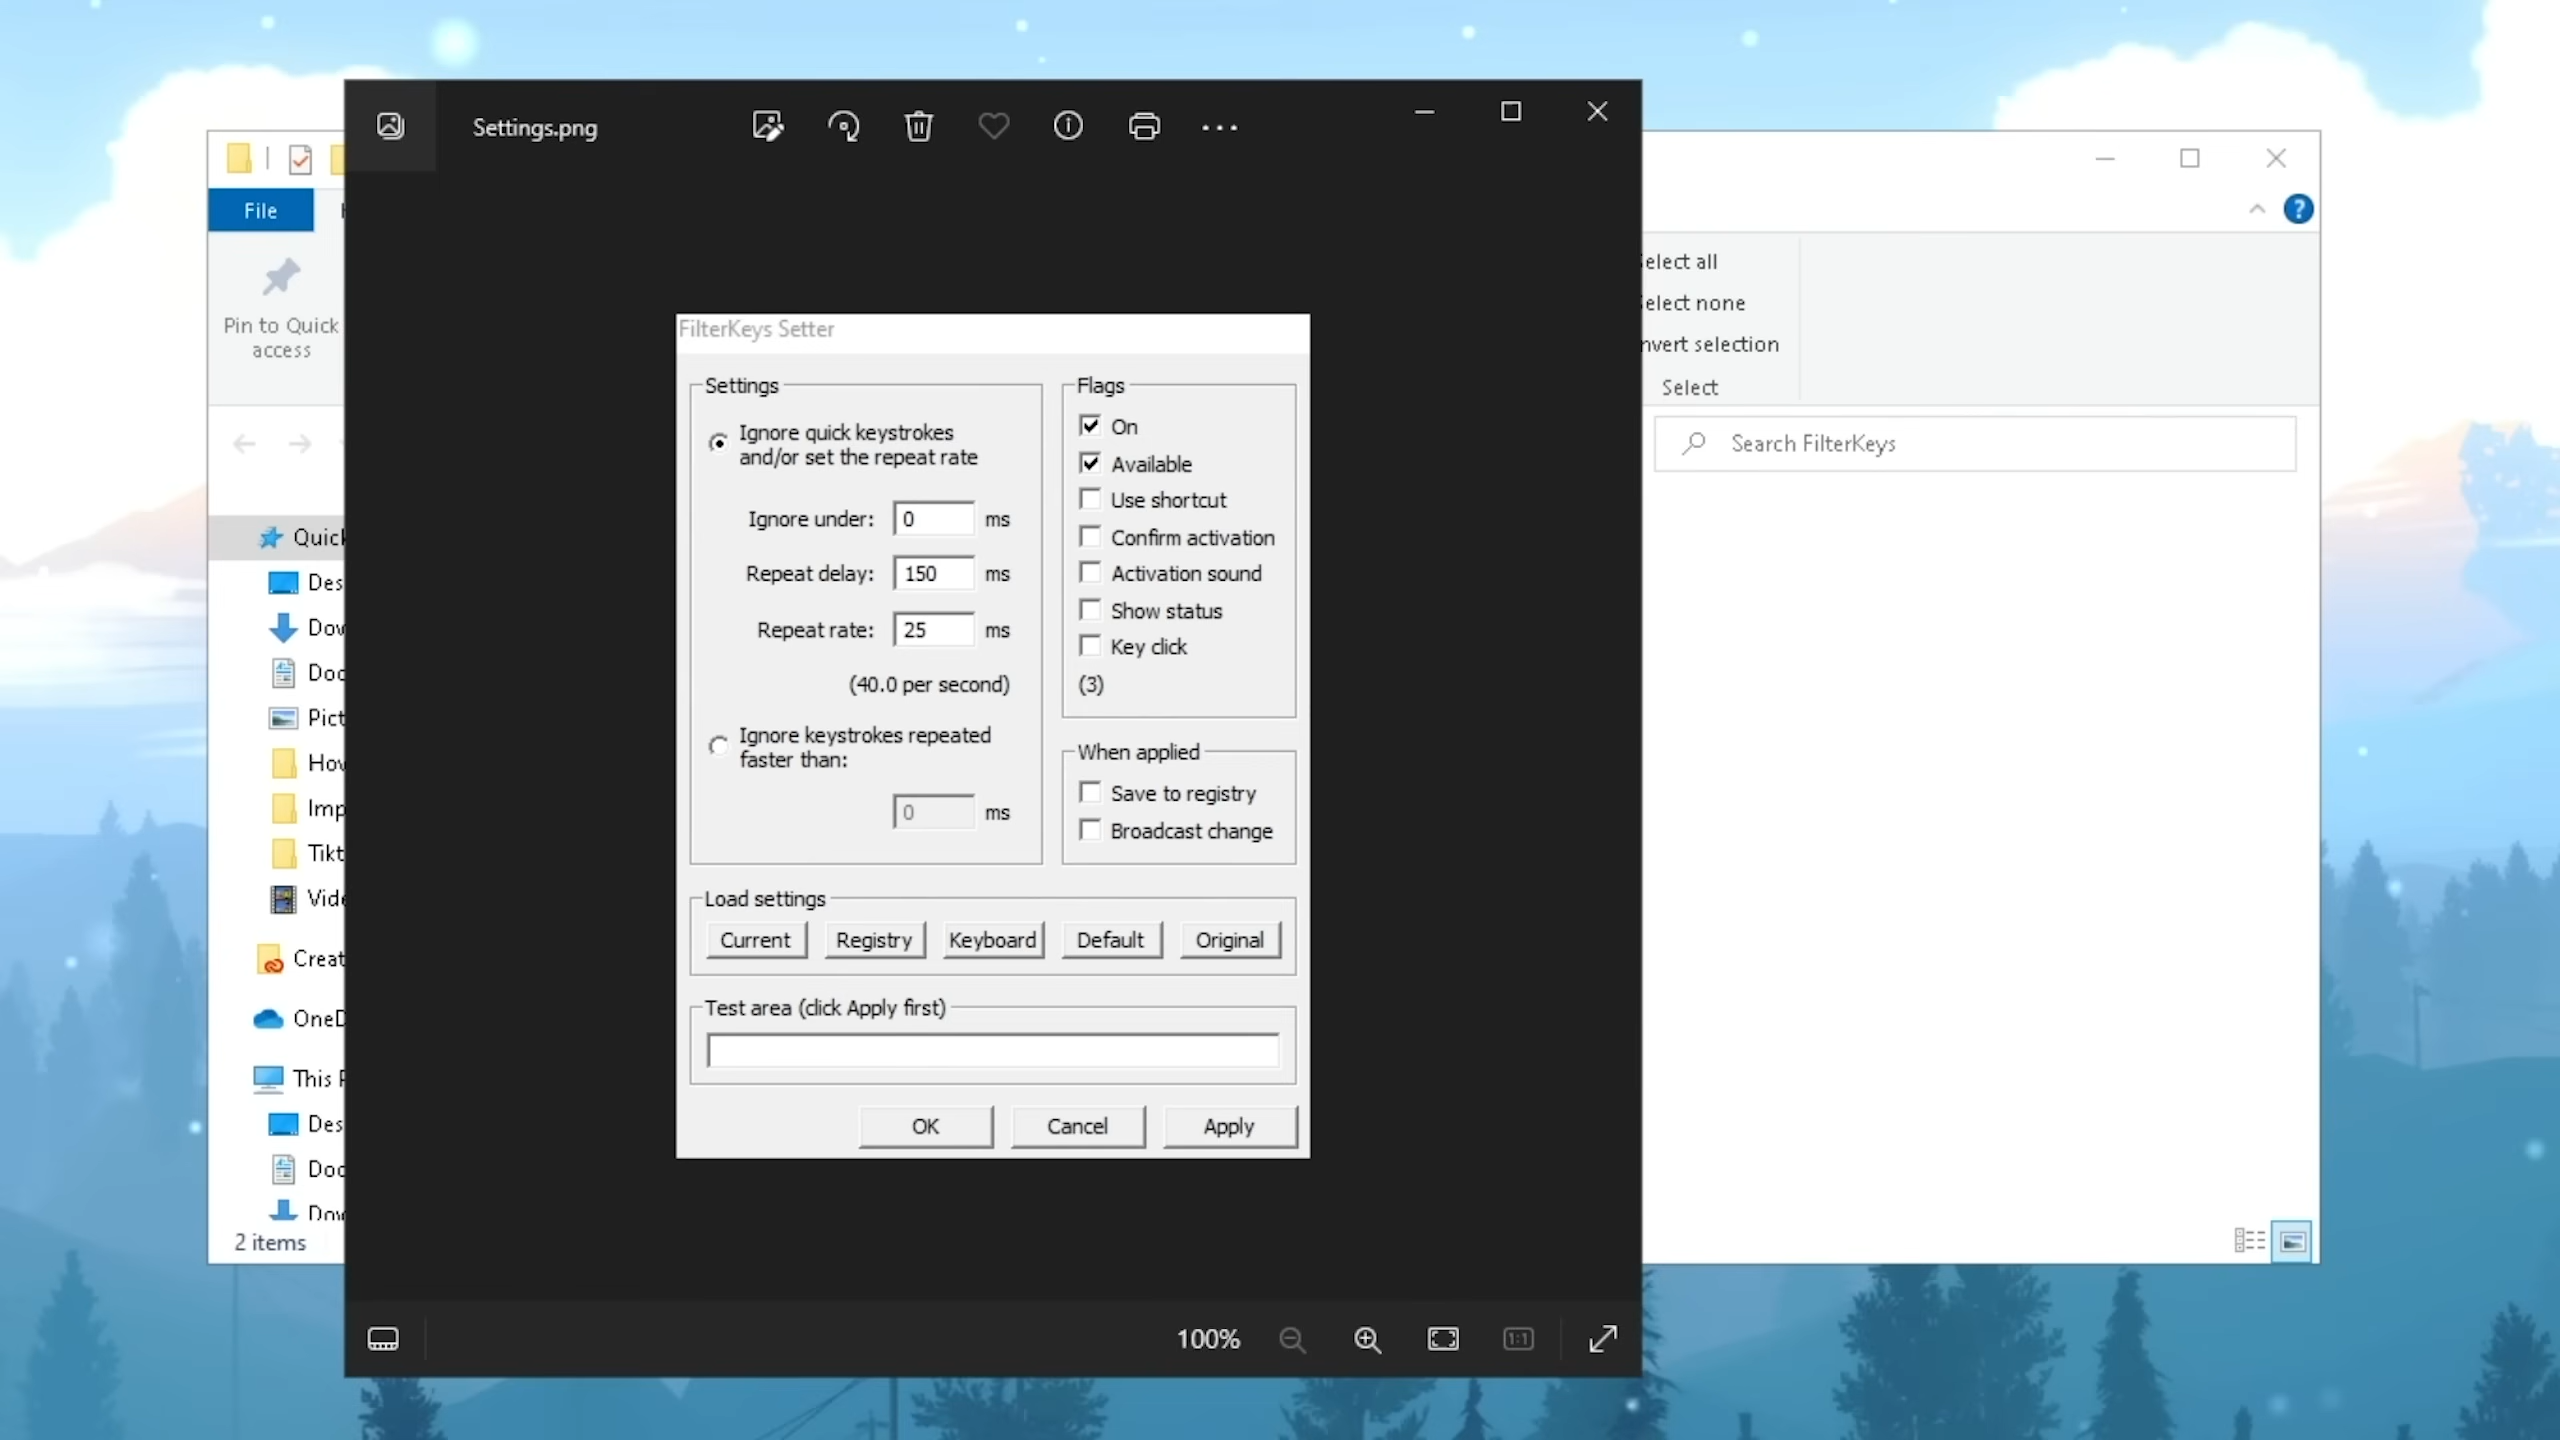 Settings.png
File
Pin to Quick
access
Select
Search FilterKeys
Quick
2 items
FilterKeys Setter
Settings
Ignore quick keystrokes
and/or set the repeat rate
Ignore under: 0 ms
Repeat delay: 150 ms
Repeat rate: 25 ms
(40.0 per second)
Ignore keystrokes repeated
faster than:
0 ms
Flags
On
Available
Use shortcut
Confirm activation
Activation sound
Show status
Key click
(3)
When applied
Save to registry
Broadcast change
Load settings
Current Registry Keyboard Default Original
Test area (click Apply first)
OK Cancel Apply
100%
1:1
elect all
elect none
nvert selection
?
Des
Dow
Doc
Pict
How
Imp
Tikt
Vide
Creat
OneD
This P
Des
Doc
Dow